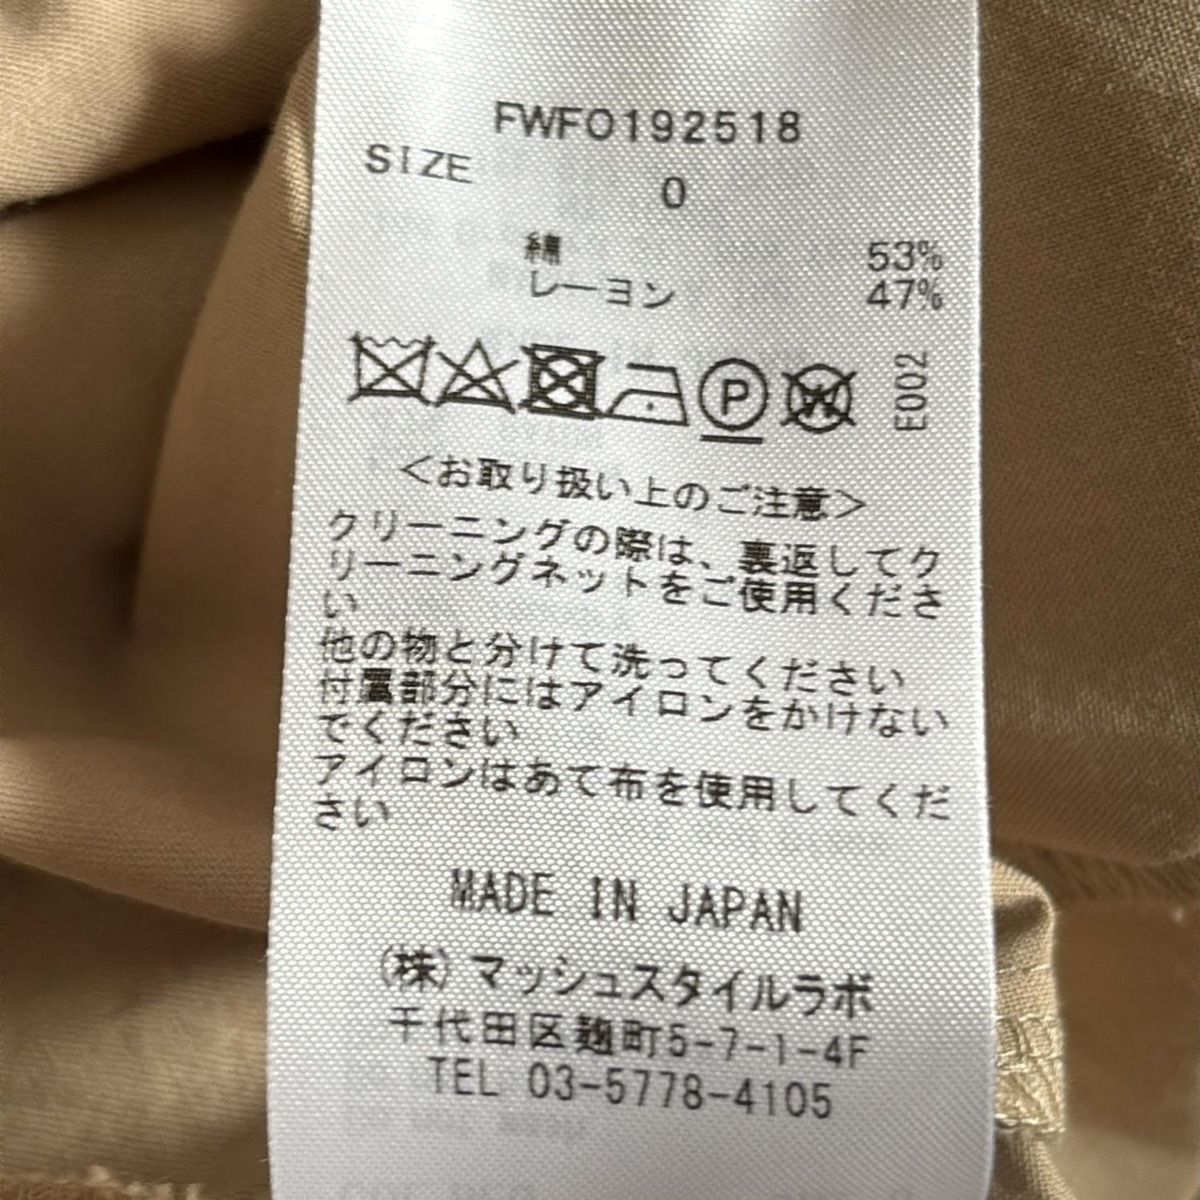 FWFO192518
SIZE 0
綿 53%
レーヨン 47%
P W E002
＜お取り扱い上のご注意＞
クリーニングの際は、裏返してク
リーニングネットをご使用くださ
い
他の物と分けて洗ってください
付属部分にはアイロンをかけない
でください
アイロンはあて布を使用してくだ
さい
MADE IN JAPAN
(株)マッシュスタイルラボ
千代田区麹町5-7-1-4F
TEL 03-5778-4105